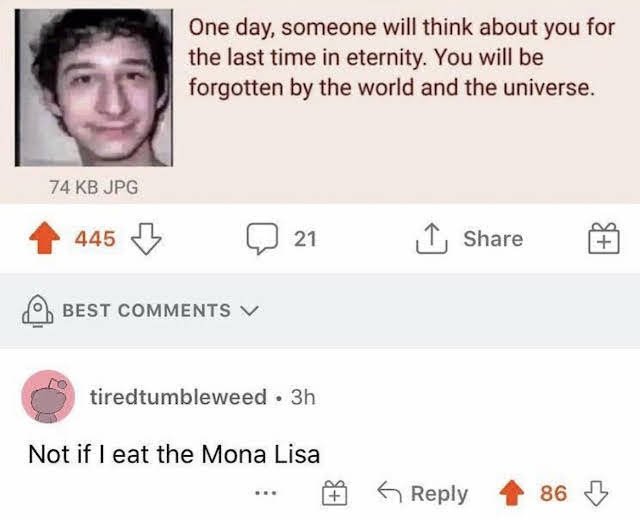 One day, someone will think about you for
the last time in eternity. You will be
forgotten by the world and the universe.
74 KB JPG
445
21
Share
BEST COMMENTS
tiredtumbleweed • 3h
Not if I eat the Mona Lisa
... Reply 86